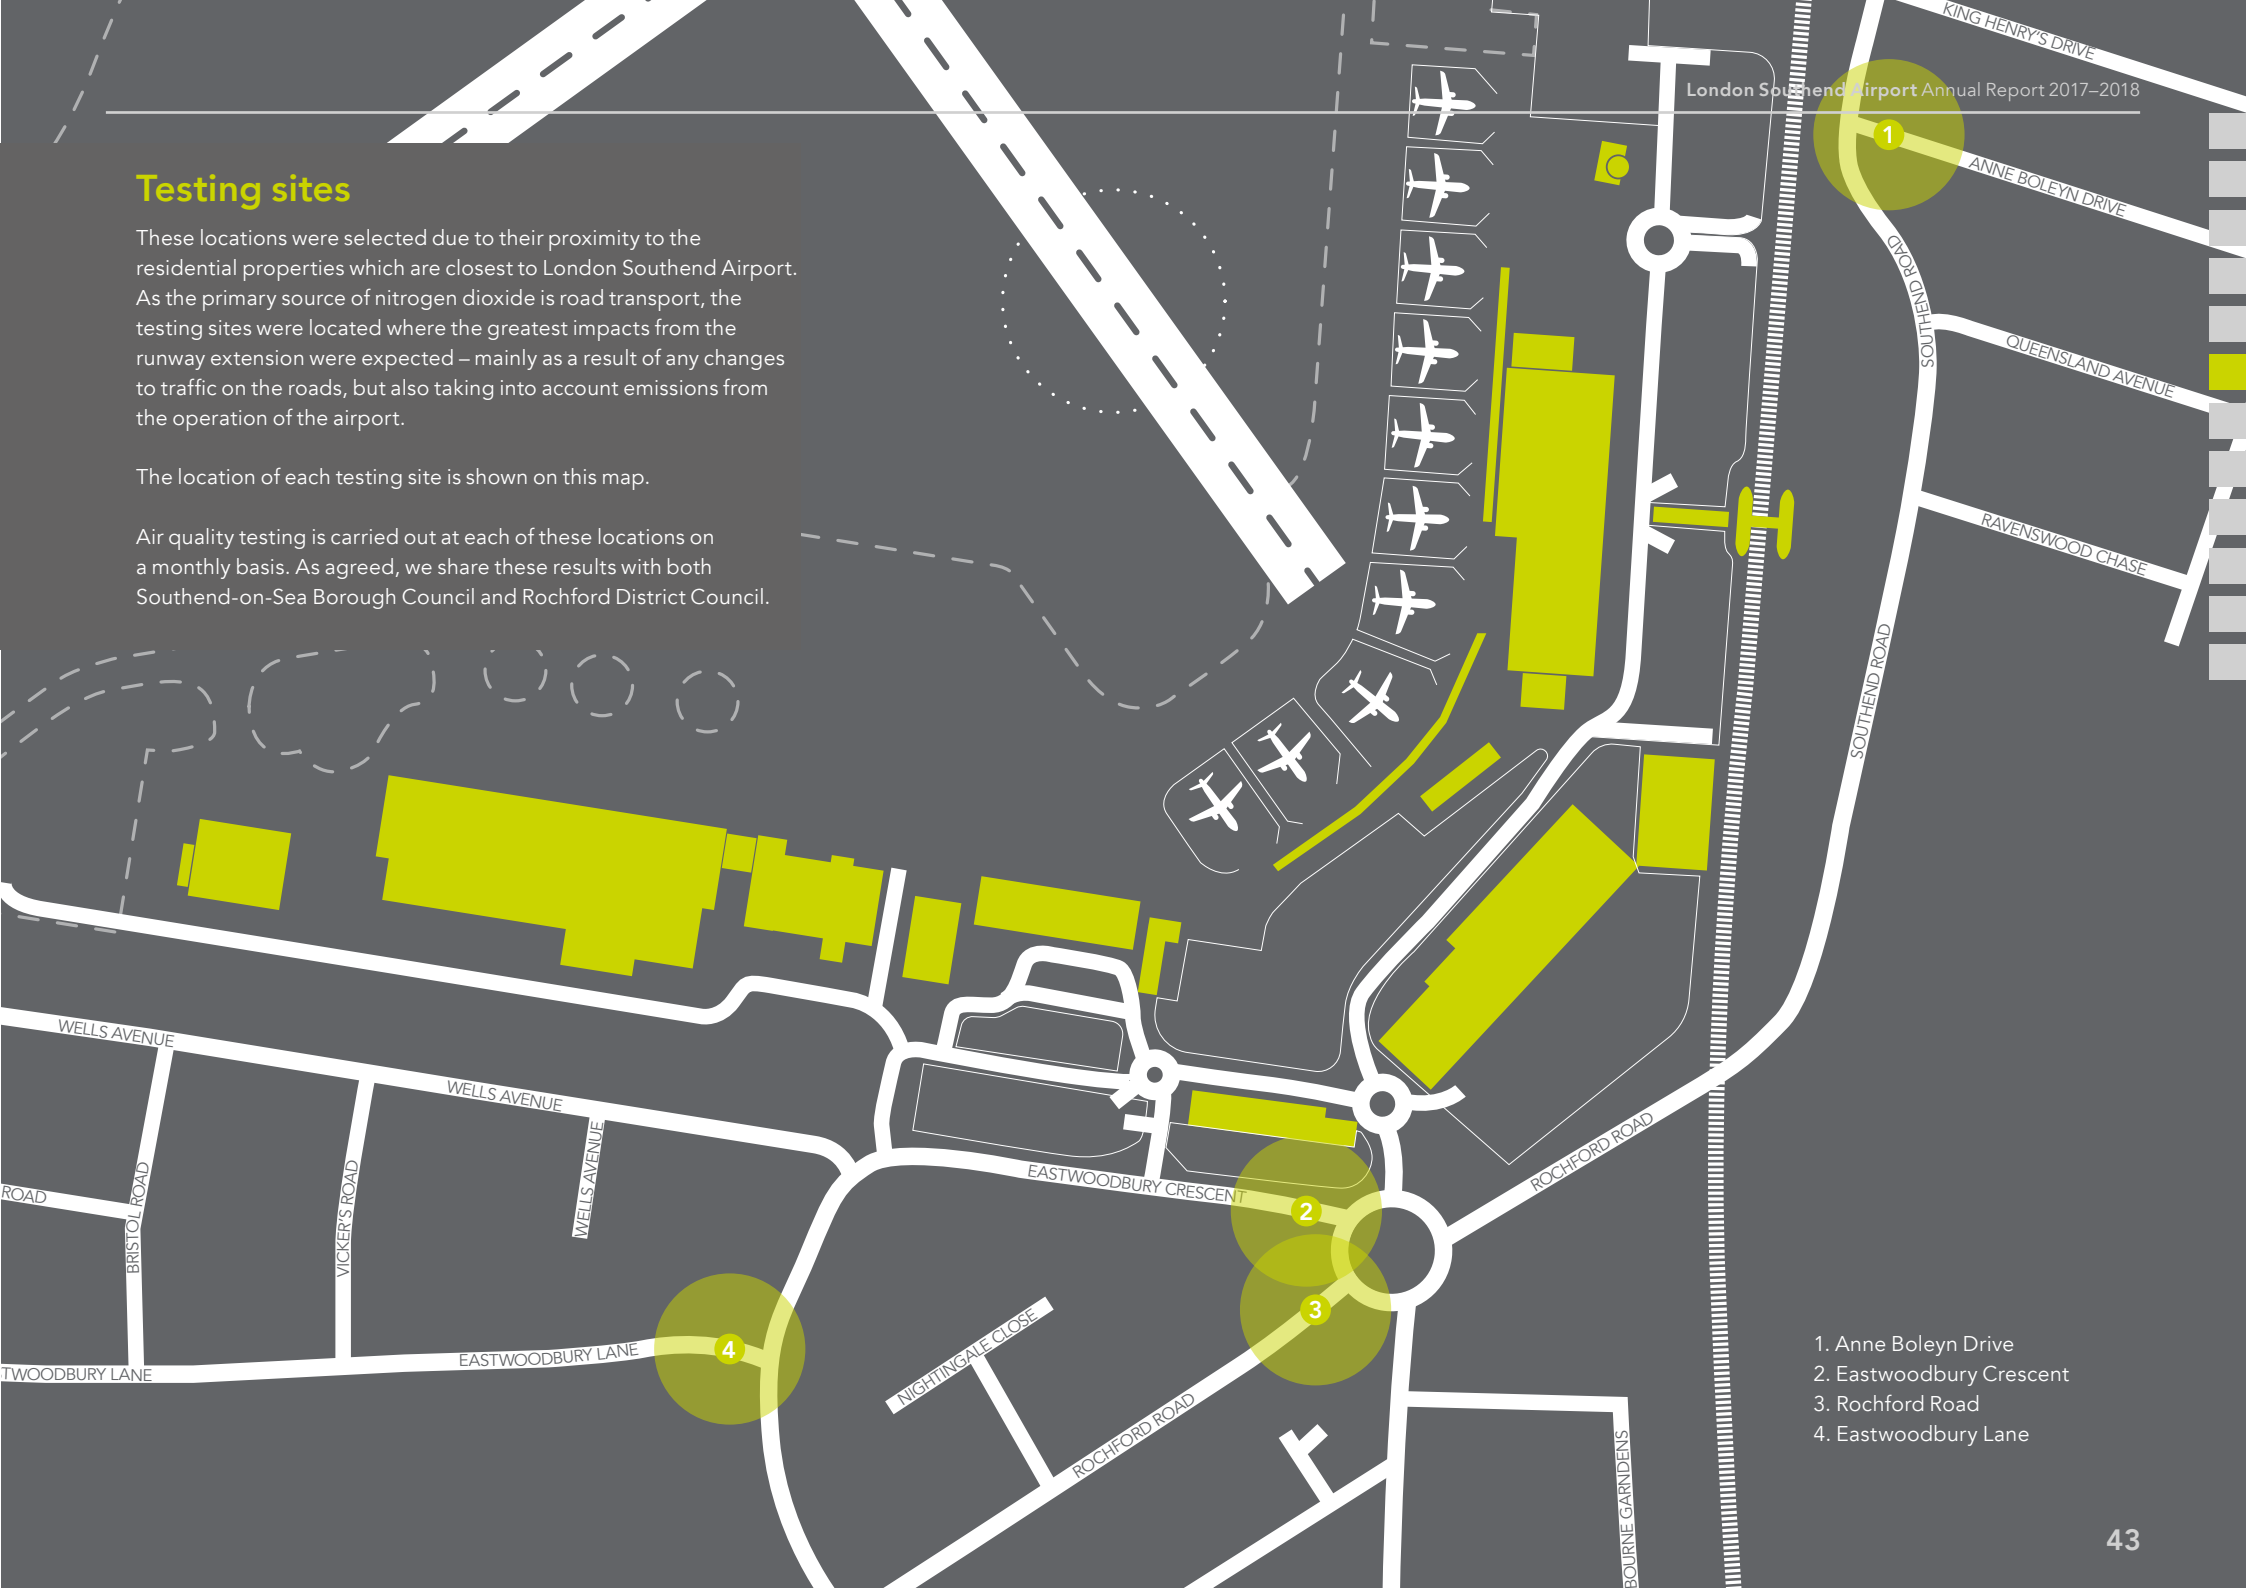 KING HENRY'S DRIVE
London Southend Airport Annual Report 2017–2018
1
ANNE BOLEYN DRIVE
Testing sites
These locations were selected due to their proximity to the
residential properties which are closest to London Southend Airport.
As the primary source of nitrogen dioxide is road transport, the
testing sites were located where the greatest impacts from the
runway extension were expected – mainly as a result of any changes
to traffic on the roads, but also taking into account emissions from
the operation of the airport.
The location of each testing site is shown on this map.
Air quality testing is carried out at each of these locations on
a monthly basis. As agreed, we share these results with both
Southend-on-Sea Borough Council and Rochford District Council.
SOUTHEND ROAD
QUEENSLAND AVENUE
RAVENSWOOD CHASE
SOUTHEND ROAD
WELLS AVENUE
WELLS AVENUE
WELLS AVENUE
ROAD
BRISTOL ROAD
VICKER'S ROAD
EASTWOODBURY CRESCENT
ROCHFORD ROAD
2
3
4
EASTWOODBURY LANE
TWOODBURY LANE
NIGHTINGALE CLOSE
ROCHFORD ROAD
BOURNE GARNDENS
1. Anne Boleyn Drive
2. Eastwoodbury Crescent
3. Rochford Road
4. Eastwoodbury Lane
43